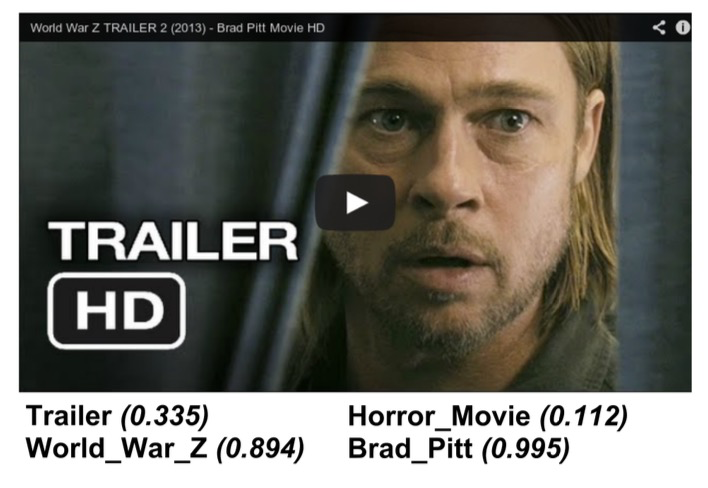 World War Z TRAILER 2 (2013) - Brad Pitt Movie HD
TRAILER
HD
Trailer (0.335)
Horror_Movie (0.112)
World_War_Z (0.894)
Brad_Pitt (0.995)